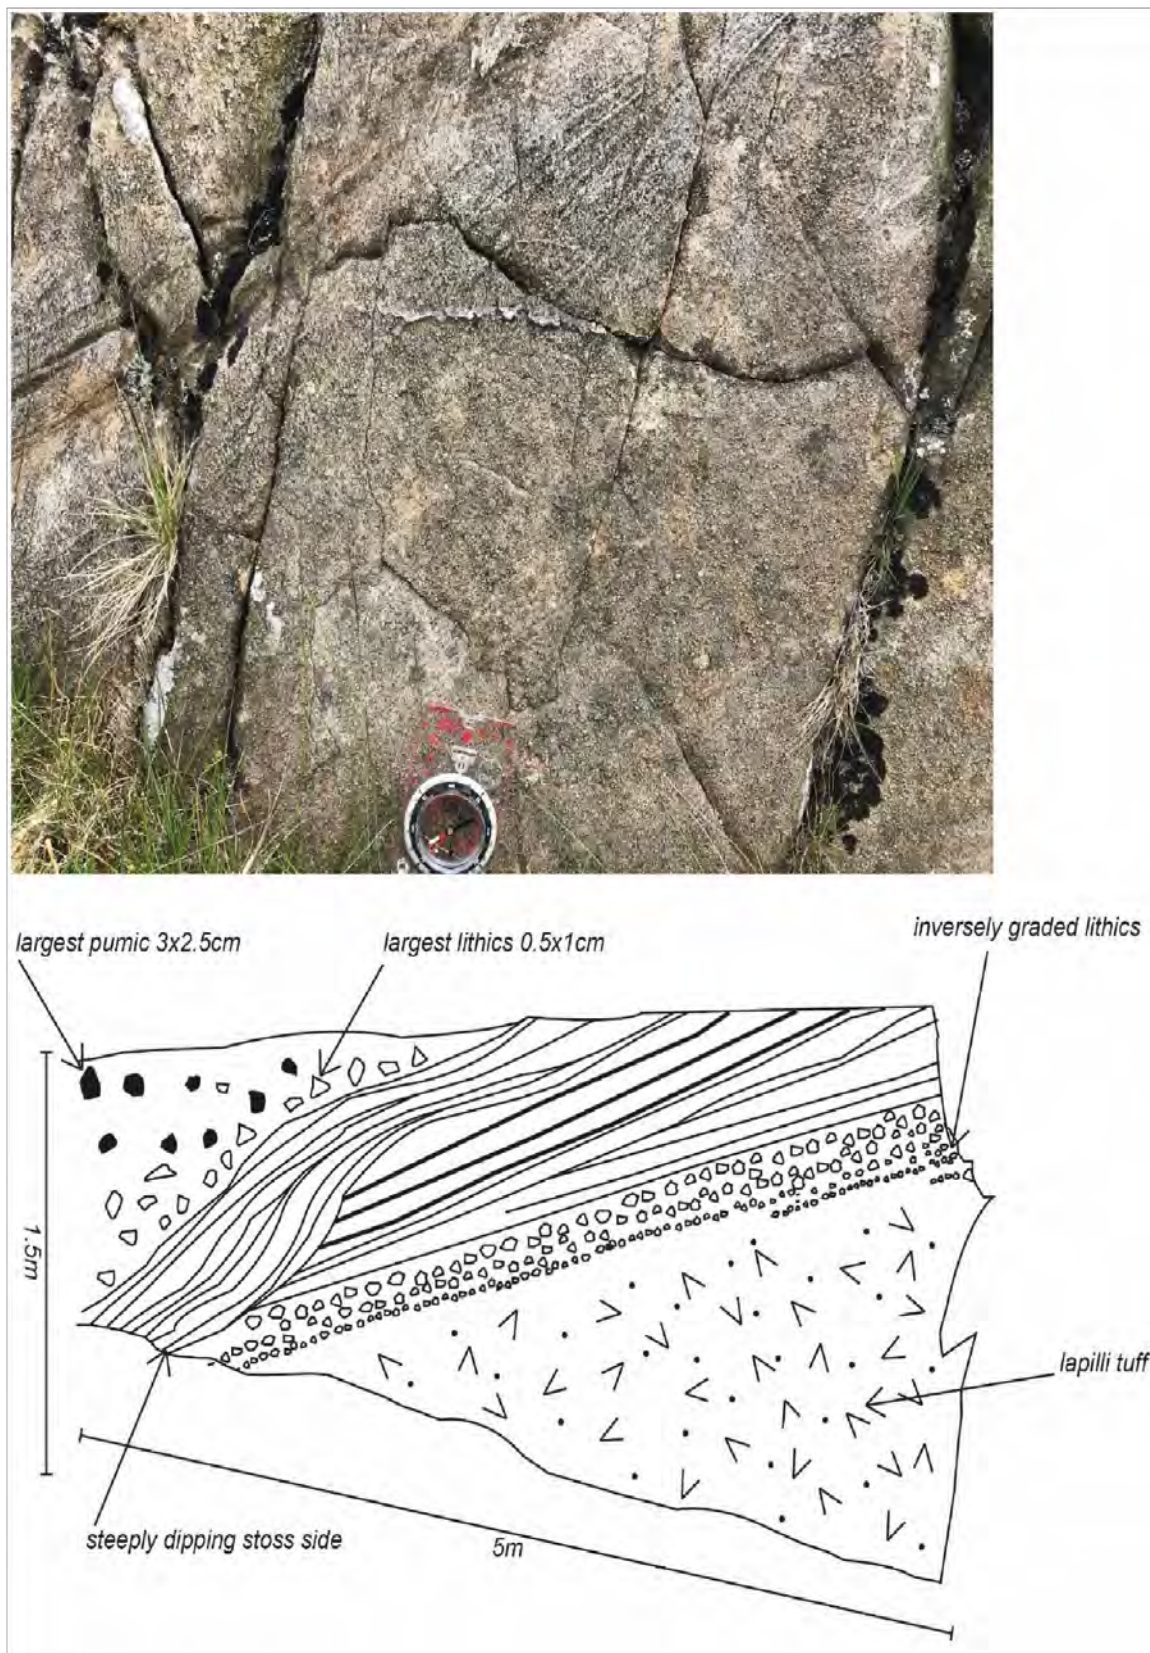 largest pumic 3x2.5cm
largest lithics 0.5x1cm
inversely graded lithics
1.5m
lapilli tuff
steeply dipping stoss side
5m